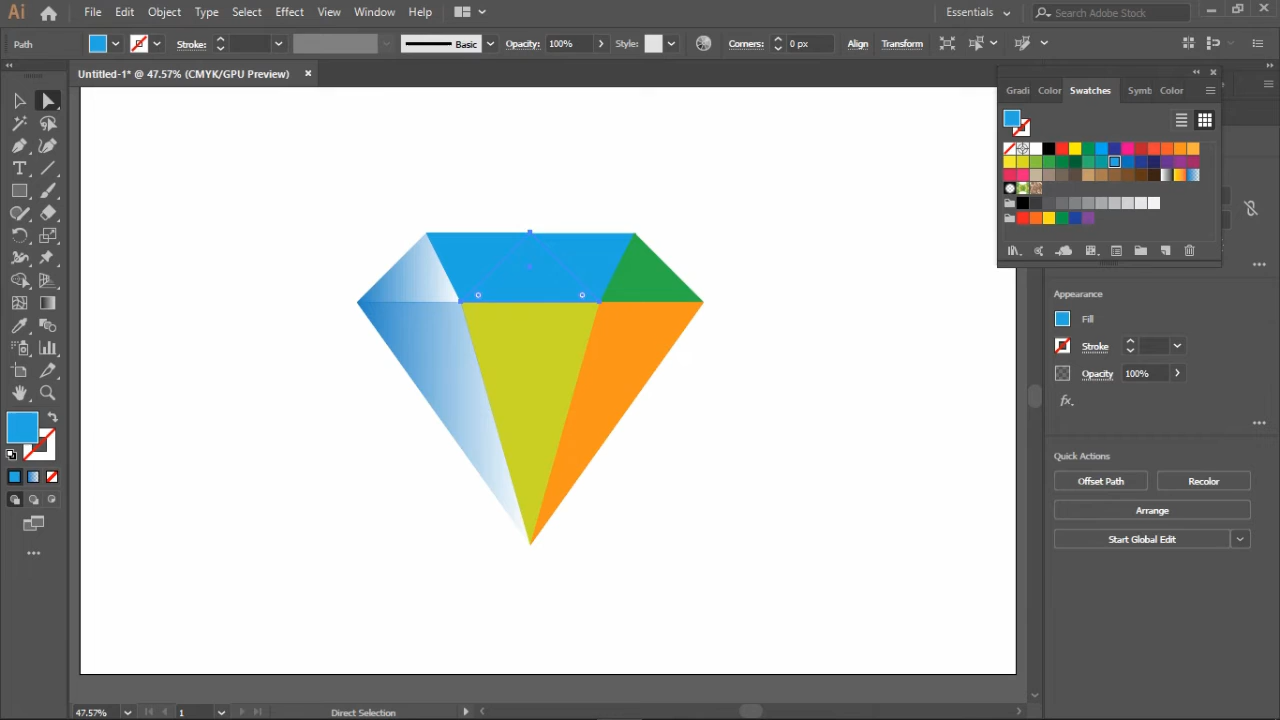 Ai File Edit Object Type Select Effect View Window Help Essentials Search Adobe Stock
Path Stroke: Basic Opacity: 100% Style: Corners: 0 px Align Transform
Untitled-1* @ 47.57% (CMYK/GPU Preview)
Gradi Color Swatches Symb Color
Appearance
Fill
Stroke
Opacity 100%
fx.
Quick Actions
Offset Path Recolor
Arrange
Start Global Edit
47.57% 1 Direct Selection